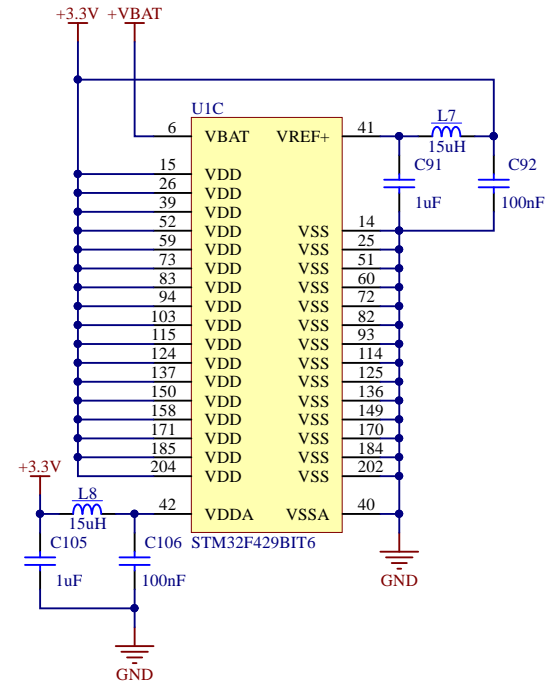 +3.3V +VBAT
U1C
6 VBAT VREF+ 41
L7
15uH
C91 C92
1uF 100nF
15 VDD
26 VDD
39 VDD
52 VDD VSS 14
59 VDD VSS 25
73 VDD VSS 51
83 VDD VSS 60
94 VDD VSS 72
103 VDD VSS 82
115 VDD VSS 93
124 VDD VSS 114
137 VDD VSS 125
150 VDD VSS 136
158 VDD VSS 149
171 VDD VSS 170
185 VDD VSS 184
204 VDD VSS 202
+3.3V
L8
15uH
42 VDDA VSSA 40
C105 C106 STM32F429BIT6
1uF 100nF
GND
GND